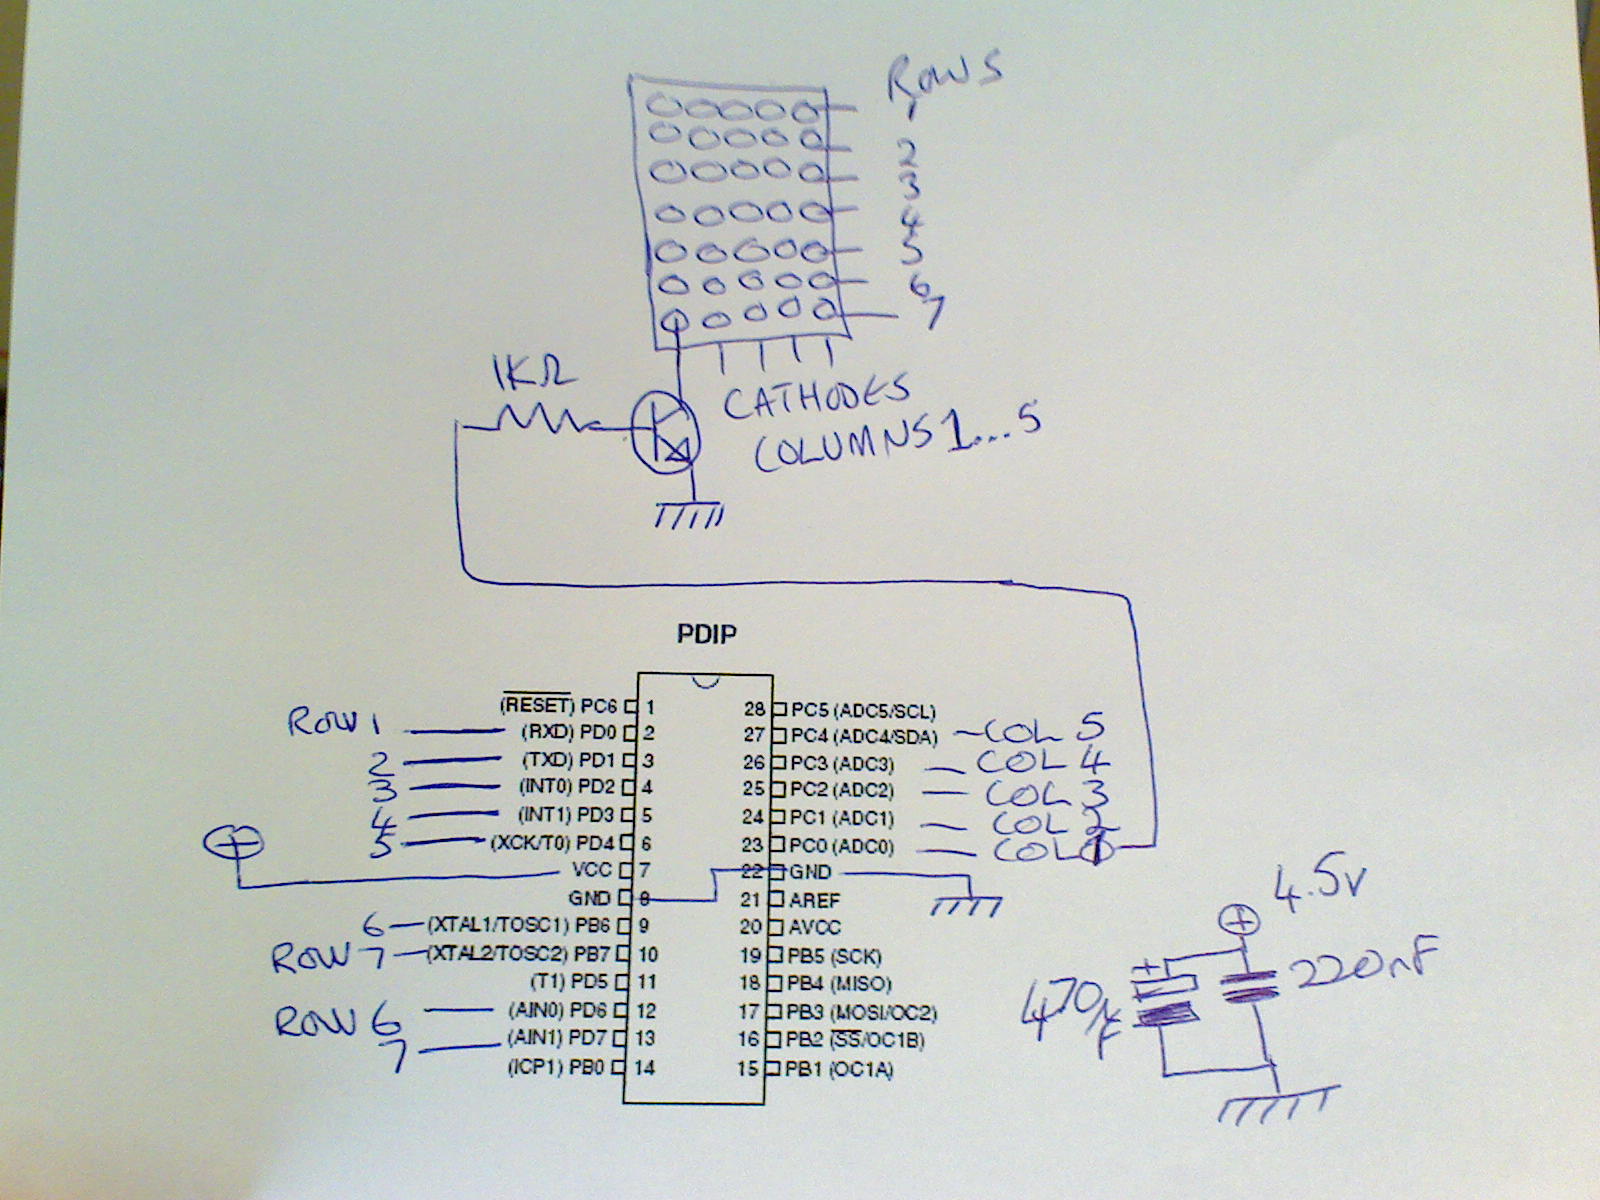 ROWS
1
2
3
4
5
6
7
1KΩ
CATHODES
COLUMNS 1...5
PDIP
(RESET) PC6 1
28 PC5 (ADC5/SCL)
ROW 1 (RXD) PD0 2
27 PC4 (ADC4/SDA) COL 5
2 (TXD) PD1 3
26 PC3 (ADC3) COL 4
3 (INT0) PD2 4
25 PC2 (ADC2) COL 3
4 (INT1) PD3 5
24 PC1 (ADC1) COL 2
5 (XCK/T0) PD4 6
23 PC0 (ADC0) COL 1
+
VCC 7
22 GND
GND 8
21 AREF
6 (XTAL1/TOSC1) PB6 9
20 AVCC
ROW 7 (XTAL2/TOSC2) PB7 10
19 PB5 (SCK)
(T1) PD5 11
18 PB4 (MISO)
ROW 6 (AIN0) PD6 12
17 PB3 (MOSI/OC2)
7 (AIN1) PD7 13
16 PB2 (SS/OC1B)
(ICP1) PB0 14
15 PB1 (OC1A)
4.5V
+
+
470µF
220nF